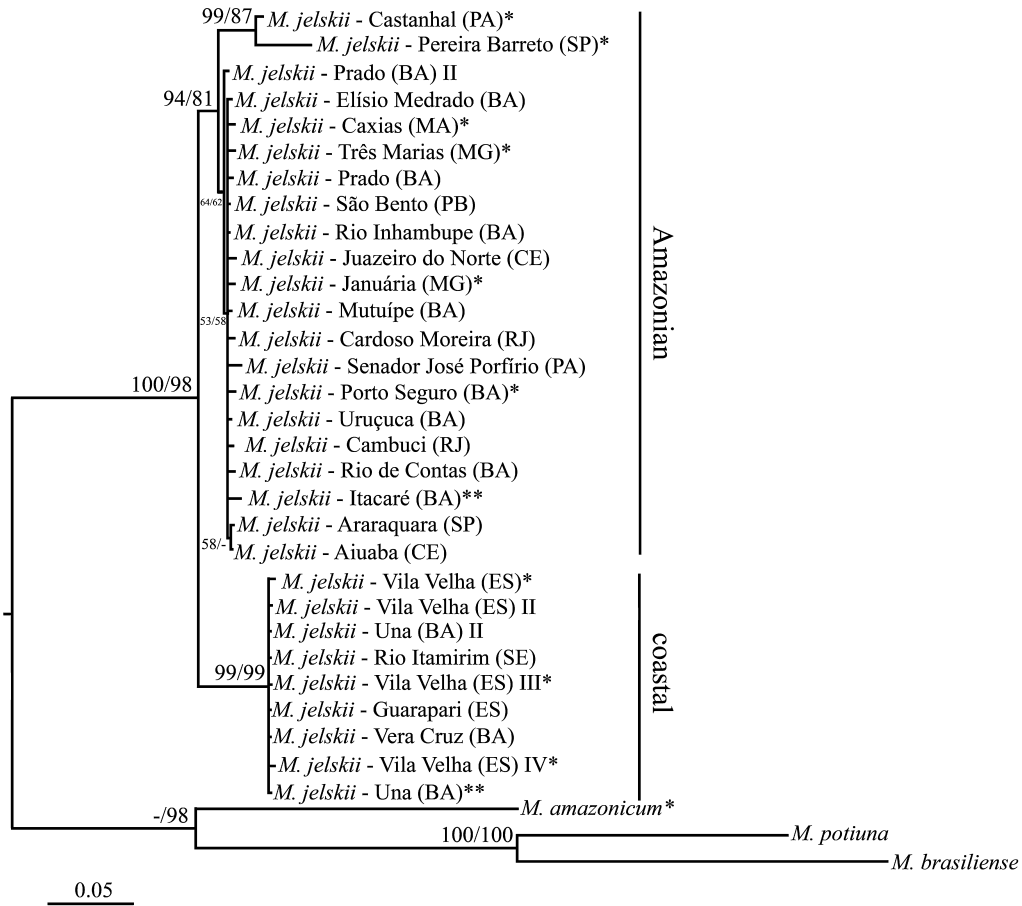 99/87
M. jelskii - Castanhal (PA)*
M. jelskii - Pereira Barreto (SP)*
M. jelskii - Prado (BA) II
94/81
M. jelskii - Elísio Medrado (BA)
M. jelskii - Caxias (MA)*
M. jelskii - Três Marias (MG)*
M. jelskii - Prado (BA)
64/62
M. jelskii - São Bento (PB)
M. jelskii - Rio Inhambupe (BA)
M. jelskii - Juazeiro do Norte (CE)
M. jelskii - Januária (MG)*
M. jelskii - Mutuípe (BA)
53/58
M. jelskii - Cardoso Moreira (RJ)
M. jelskii - Senador José Porfírio (PA)
100/98
M. jelskii - Porto Seguro (BA)*
M. jelskii - Uruçuca (BA)
M. jelskii - Cambuci (RJ)
M. jelskii - Rio de Contas (BA)
M. jelskii - Itacaré (BA)**
M. jelskii - Araraquara (SP)
58/-
M. jelskii - Aiuaba (CE)
Amazonian
M. jelskii - Vila Velha (ES)*
M. jelskii - Vila Velha (ES) II
M. jelskii - Una (BA) II
M. jelskii - Rio Itamirim (SE)
99/99
M. jelskii - Vila Velha (ES) III*
M. jelskii - Guarapari (ES)
M. jelskii - Vera Cruz (BA)
M. jelskii - Vila Velha (ES) IV*
M. jelskii - Una (BA)**
coastal
-/98
M. amazonicum*
100/100
M. potiuna
M. brasiliense
0.05